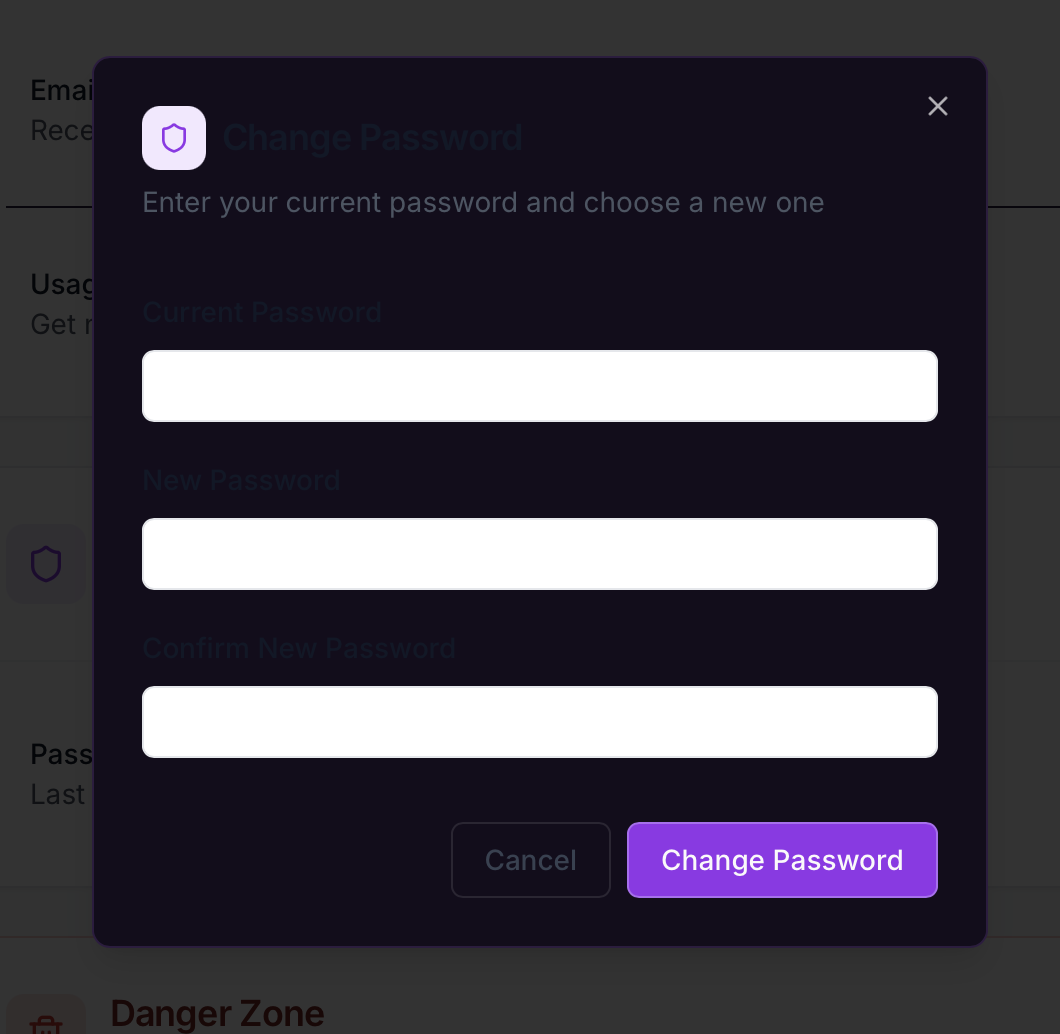 Emai
Rece
Change Password
Enter your current password and choose a new one
Usag
Get r
Current Password
New Password
Confirm New Password
Pass
Last
Cancel
Change Password
Danger Zone